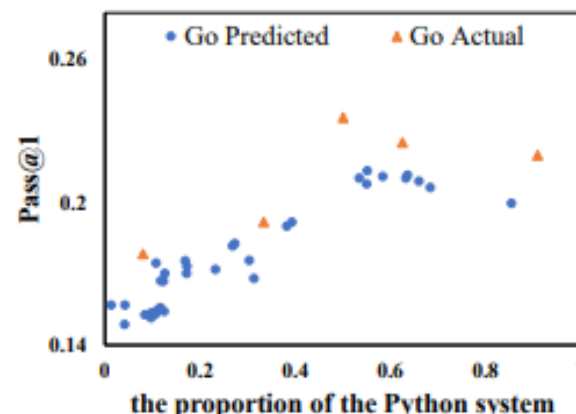 Go Predicted Go Actual
0.26
Pass@1
0.2
0.14
0 0.2 0.4 0.6 0.8
the proportion of the Python system